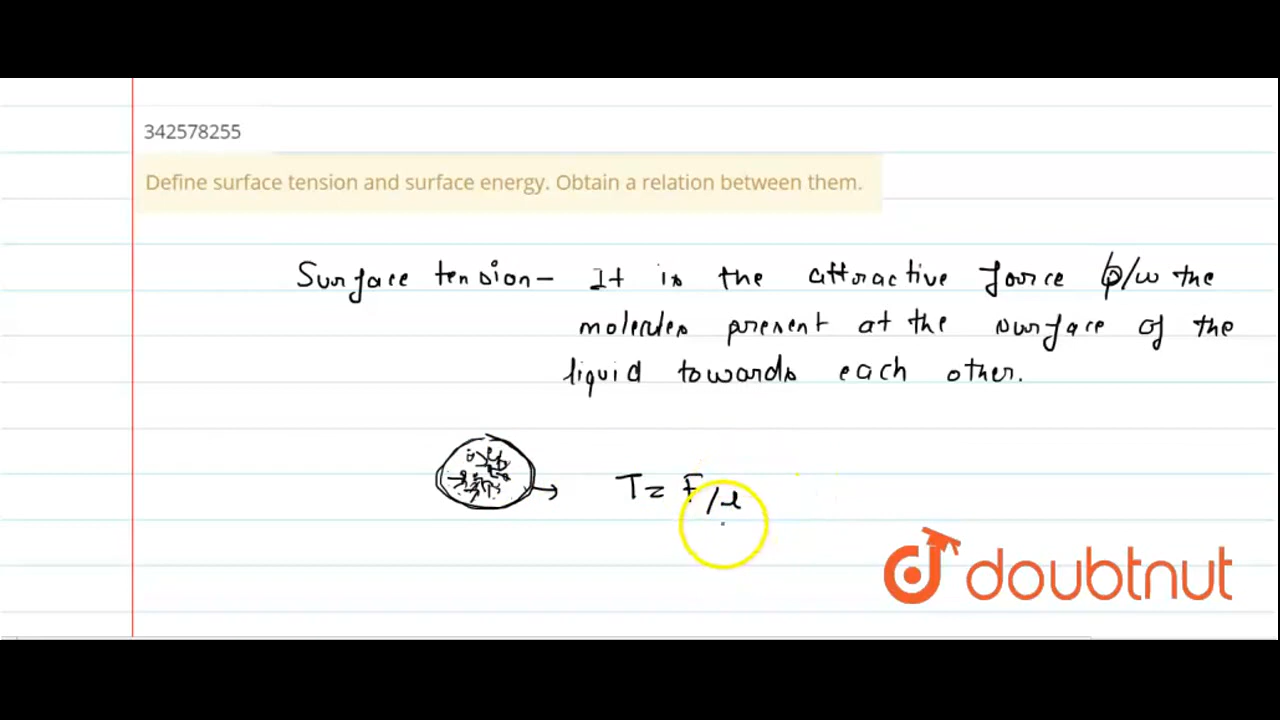 342578255
Define surface tension and surface energy. Obtain a relation between them.
Surface tension - It is the attractive force b/w the
molecules present at the surface of the
liquid towards each other.
T = F/l
doubtnut